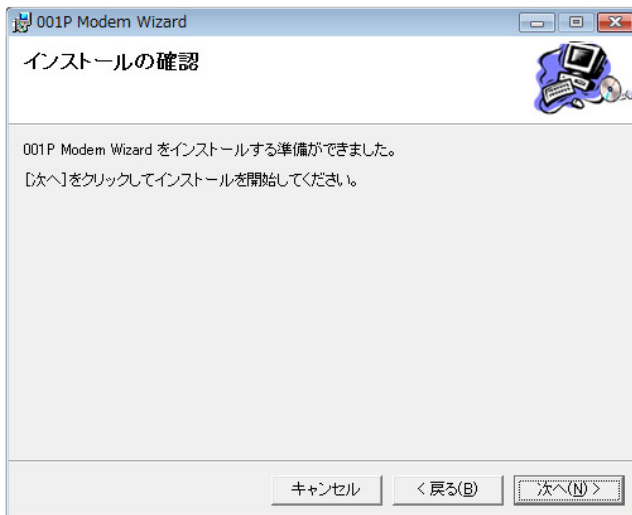 001P Modem Wizard
インストールの確認
001P Modem Wizard をインストールする準備ができました。
[次へ]をクリックしてインストールを開始してください。
キャンセル
< 戻る(B)
次へ(N) >